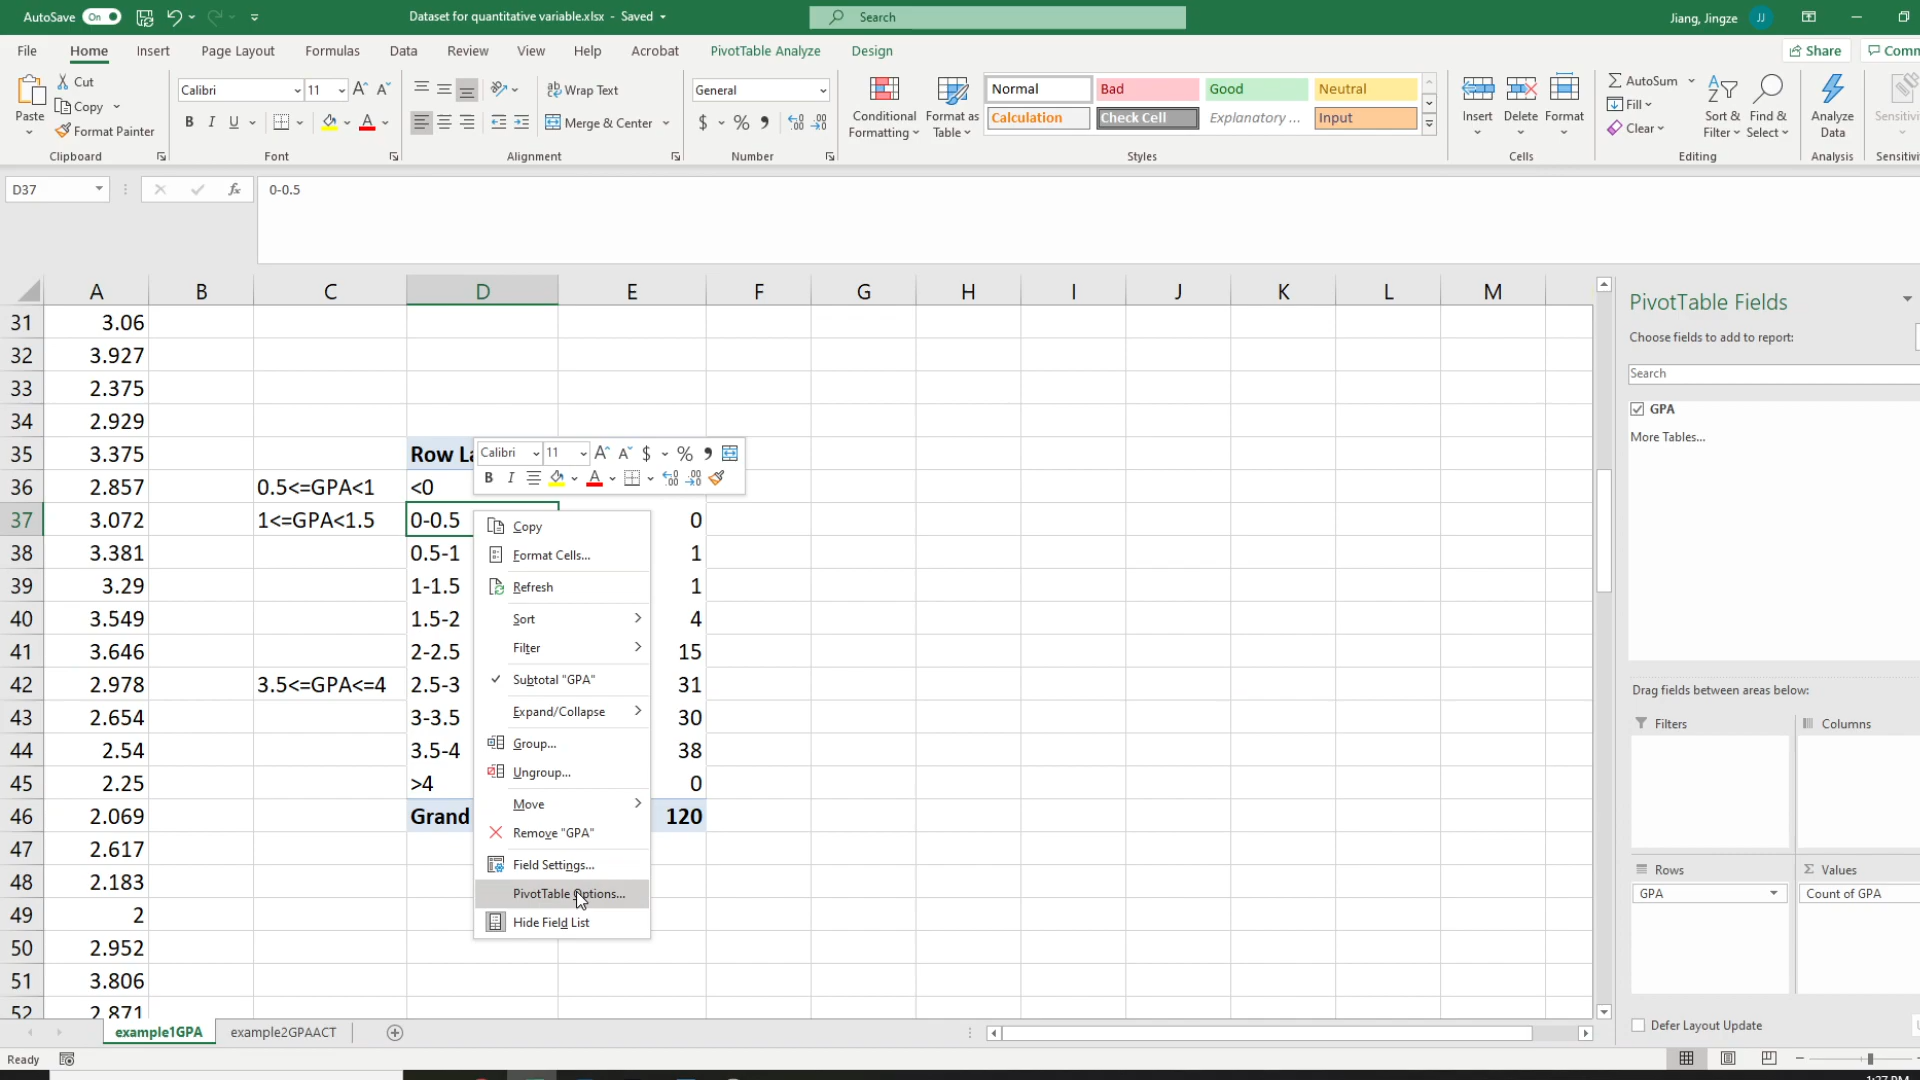 AutoSave On Dataset for quantitative variable.xlsx - Saved Search Jiang, Jingze JJ
File Home Insert Page Layout Formulas Data Review View Help Acrobat PivotTable Analyze Design Share Comm
Paste Cut Copy Format Painter Clipboard
Calibri 11 B I U A Font
Wrap Text Merge & Center Alignment
General $ % Number
Conditional Formatting Format as Table
Normal Bad Good Neutral
Calculation Check Cell Explanatory ... Input
Styles
Insert Delete Format Cells
AutoSum Fill Clear Sort & Filter Find & Select Editing
Analyze Data Analysis
Sensitivi Sensitivi
D37 fx 0-0.5
A B C D E F G H I J K L M
31 3.06
32 3.927
33 2.375
34 2.929
35 3.375 Row La
36 2.857 0.5<=GPA<1 <0
37 3.072 1<=GPA<1.5 0-0.5 0
38 3.381 0.5-1 1
39 3.29 1-1.5 1
40 3.549 1.5-2 4
41 3.646 2-2.5 15
42 2.978 3.5<=GPA<=4 2.5-3 31
43 2.654 3-3.5 30
44 2.54 3.5-4 38
45 2.25 >4 0
46 2.069 Grand 120
47 2.617
48 2.183
49 2
50 2.952
51 3.806
52 2.871
Calibri 11 A A $ % ,
B I A
Copy
Format Cells...
Refresh
Sort
Filter
Subtotal "GPA"
Expand/Collapse
Group...
Ungroup...
Move
Remove "GPA"
Field Settings...
PivotTable Options...
Hide Field List
PivotTable Fields
Choose fields to add to report:
Search
GPA
More Tables...
Drag fields between areas below:
Filters Columns
Rows Values
GPA Count of GPA
Defer Layout Update
example1GPA example2GPAACT
Ready
1:27 PM